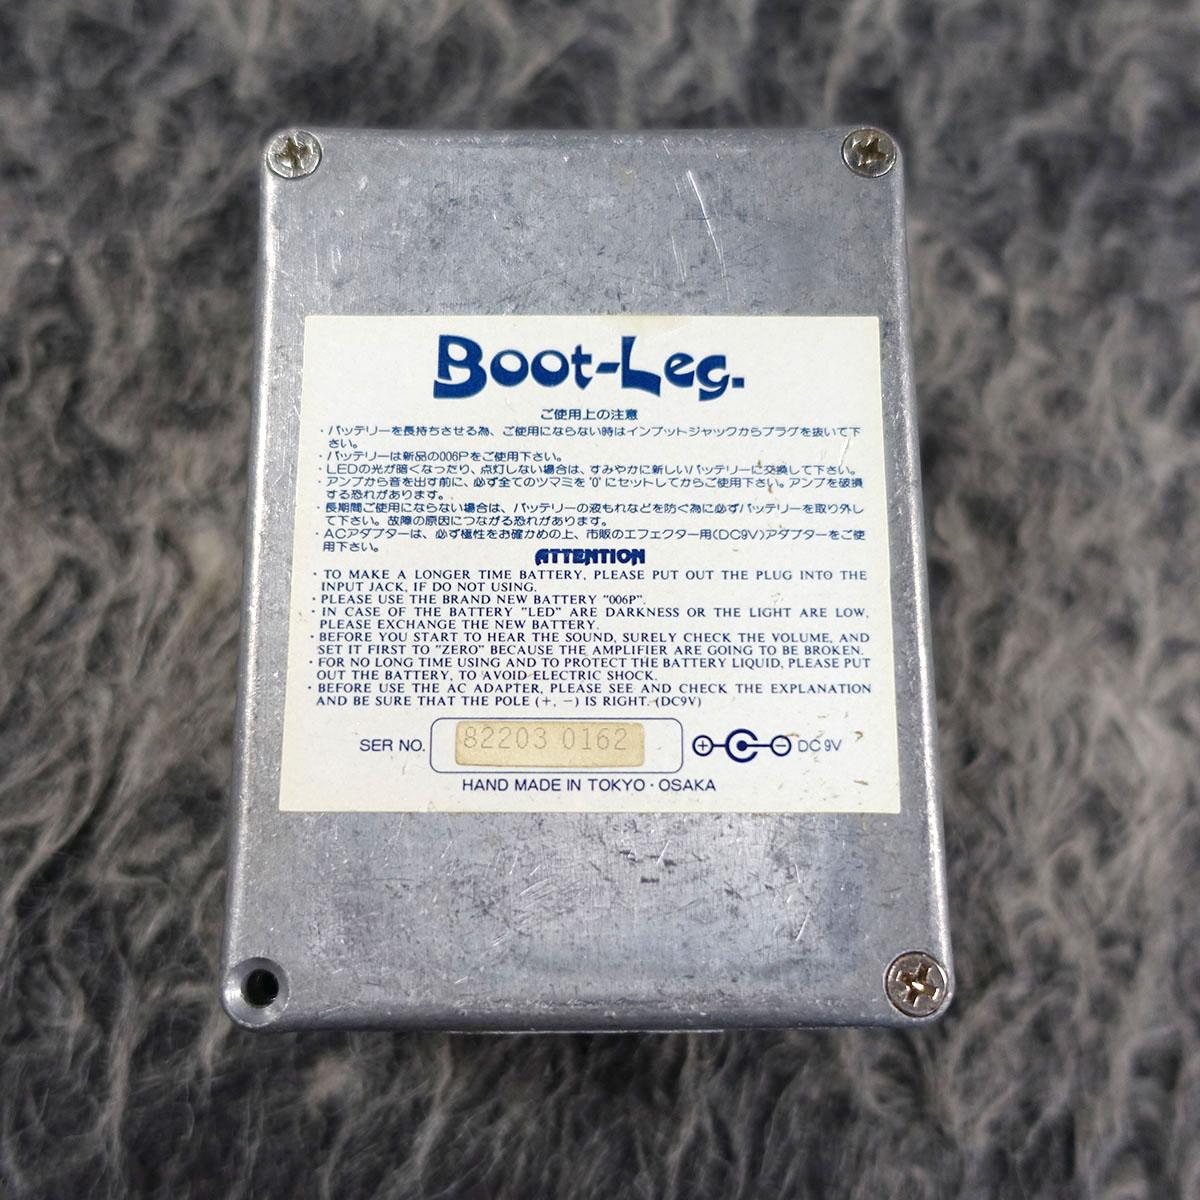 Boot-Leg.
ご使用上の注意
・バッテリーを長持ちさせる為、ご使用にならない時はインプットジャックからプラグを抜いて下
さい。
・バッテリーは新品の006Pをご使用下さい。
・LEDの光が暗くなったり、点灯しない場合は、すみやかに新しいバッテリーに交換して下さい。
・アンプから音を出す前に、必ず全てのツマミを"0"にセットしてからご使用下さい。アンプを破損
する恐れがあります。
・長期間ご使用にならない場合は、バッテリーの液もれなどを防ぐ為に必ずバッテリーを取り外し
て下さい。故障の原因につながる恐れがあります。
・ACアダプターは、必ず極性をお確かめの上、市販のエフェクター用(DC9V)アダプターをご使
用下さい。
ATTENTION
・TO MAKE A LONGER TIME BATTERY, PLEASE PUT OUT THE PLUG INTO THE
INPUT JACK, IF DO NOT USING.
・PLEASE USE THE BRAND NEW BATTERY "006P".
・IN CASE OF THE BATTERY "LED" ARE DARKNESS OR THE LIGHT ARE LOW,
PLEASE EXCHANGE THE NEW BATTERY.
・BEFORE YOU START TO HEAR THE SOUND, SURELY CHECK THE VOLUME, AND
SET IT FIRST TO "ZERO" BECAUSE THE AMPLIFIER ARE GOING TO BE BROKEN.
・FOR NO LONG TIME USING AND TO PROTECT THE BATTERY LIQUID, PLEASE PUT
OUT THE BATTERY, TO AVOID ELECTRIC SHOCK.
・BEFORE USE THE AC ADAPTER, PLEASE SEE AND CHECK THE EXPLANATION
AND BE SURE THAT THE POLE (+, −) IS RIGHT. (DC9V)
SER NO. 82203 0162 DC 9V
HAND MADE IN TOKYO・OSAKA